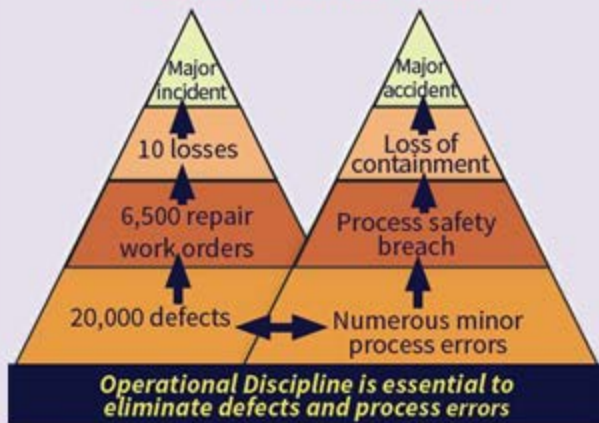 Major
incident
10 losses
6,500 repair
work orders
20,000 defects
Major
accident
Loss of
containment
Process safety
breach
Numerous minor
process errors
Operational Discipline is essential to
eliminate defects and process errors